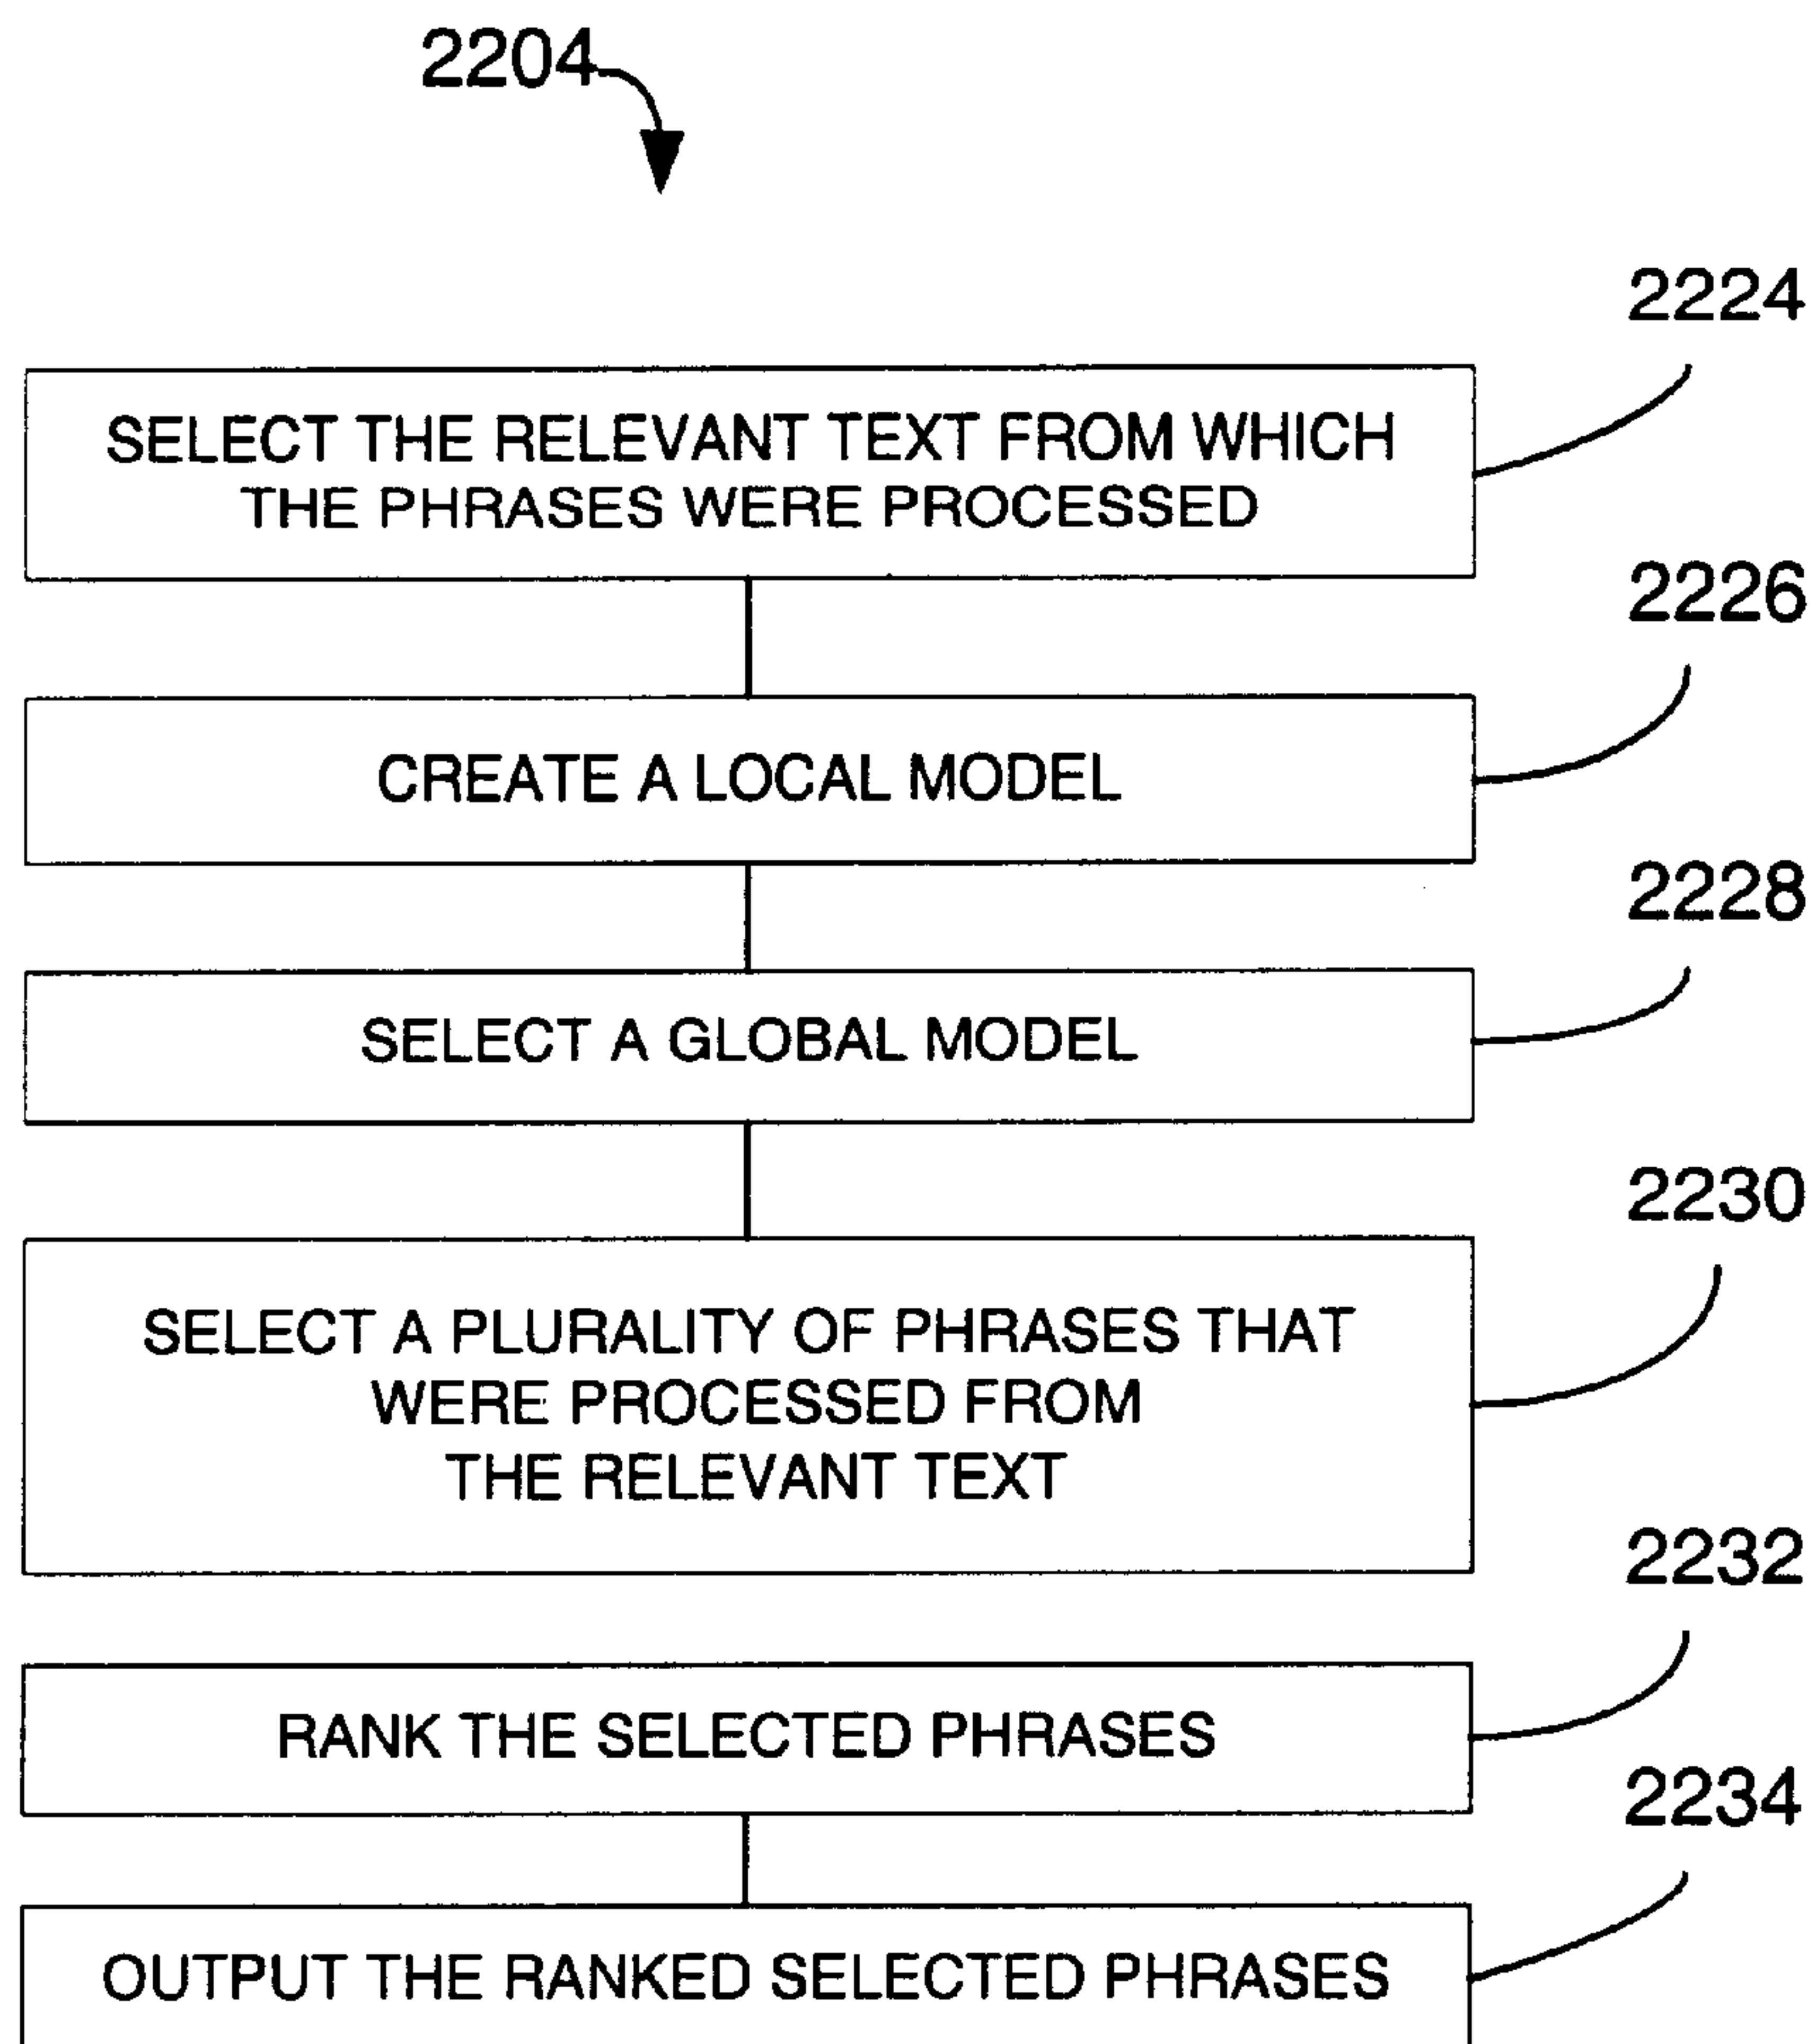 2204
2224
SELECT THE RELEVANT TEXT FROM WHICH
THE PHRASES WERE PROCESSED
2226
CREATE A LOCAL MODEL
2228
SELECT A GLOBAL MODEL
2230
SELECT A PLURALITY OF PHRASES THAT
WERE PROCESSED FROM
THE RELEVANT TEXT
2232
RANK THE SELECTED PHRASES
2234
OUTPUT THE RANKED SELECTED PHRASES